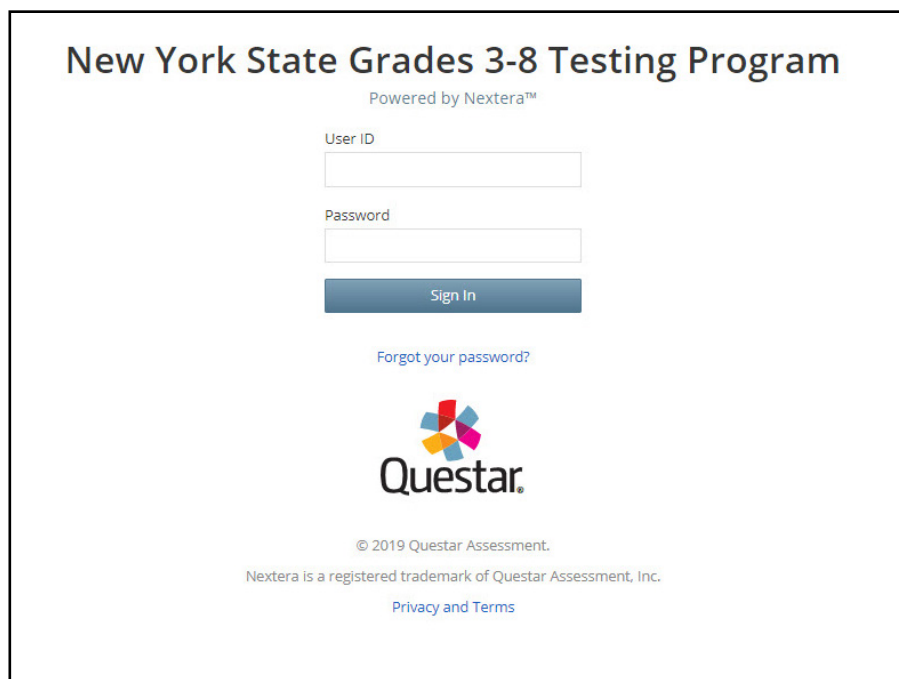 New York State Grades 3-8 Testing Program
Powered by Nextera™
User ID
Password
Sign In
Forgot your password?
Questar®
© 2019 Questar Assessment.
Nextera is a registered trademark of Questar Assessment, Inc.
Privacy and Terms